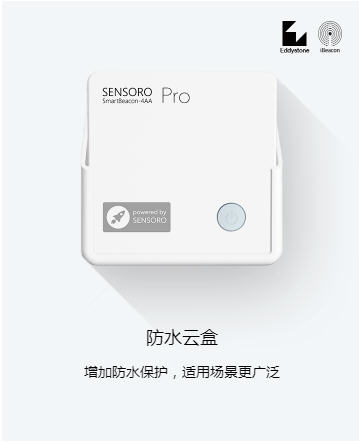 Eddystone iBeacon
SENSORO Pro
SmartBeacon-4AA
powered by
SENSORO
防水云盒
增加防水保护，适用场景更广泛